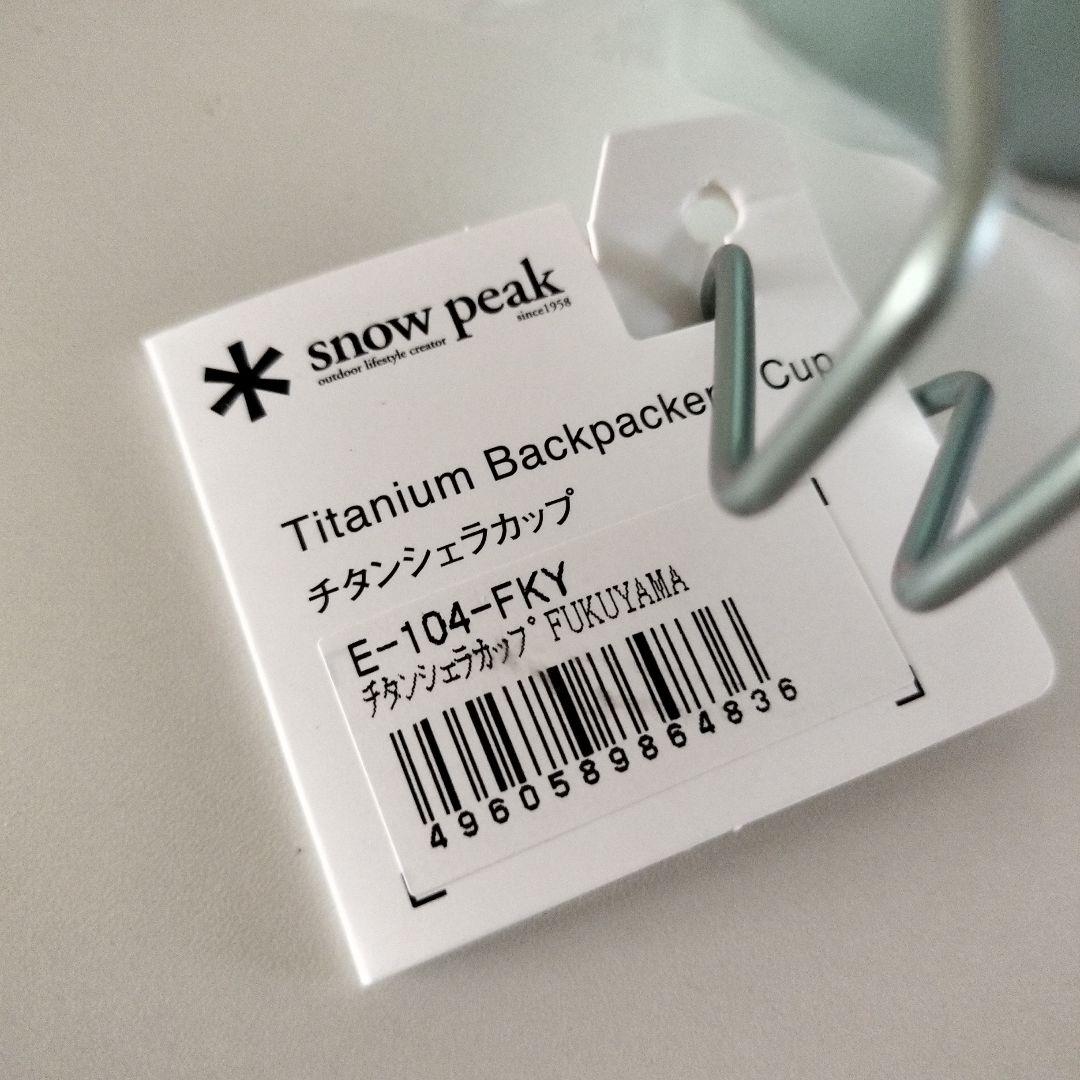 snow peak
outdoor lifestyle creator since1958
Titanium Backpacker Cup
チタンシェラカップ
E-104-FKY
チタンシェラカップ FUKUYAMA
4960589864836